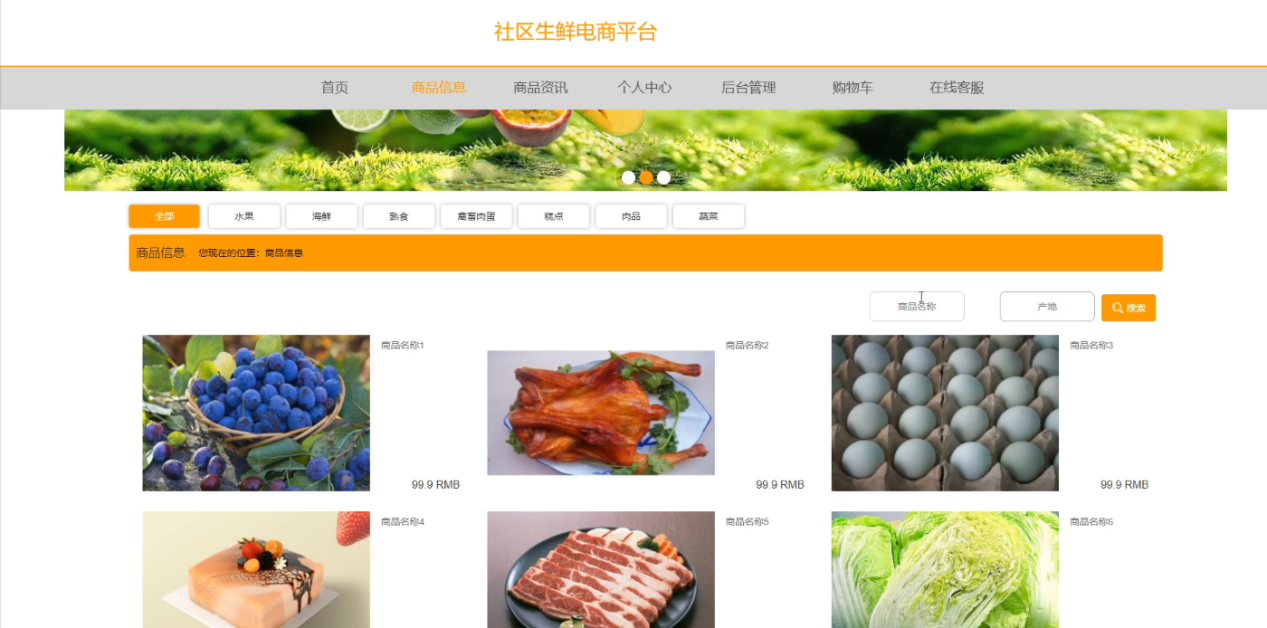 社区生鲜电商平台
首页 商品信息 商品资讯 个人中心 后台管理 购物车 在线客服
全部 水果 海鲜 熟食 禽畜肉蛋 糕点 肉品 蔬菜
商品信息 您现在的位置：商品信息
商品名称 产地 搜索
商品名称1 商品名称2 商品名称3
99.9 RMB 99.9 RMB 99.9 RMB
商品名称4 商品名称5 商品名称6